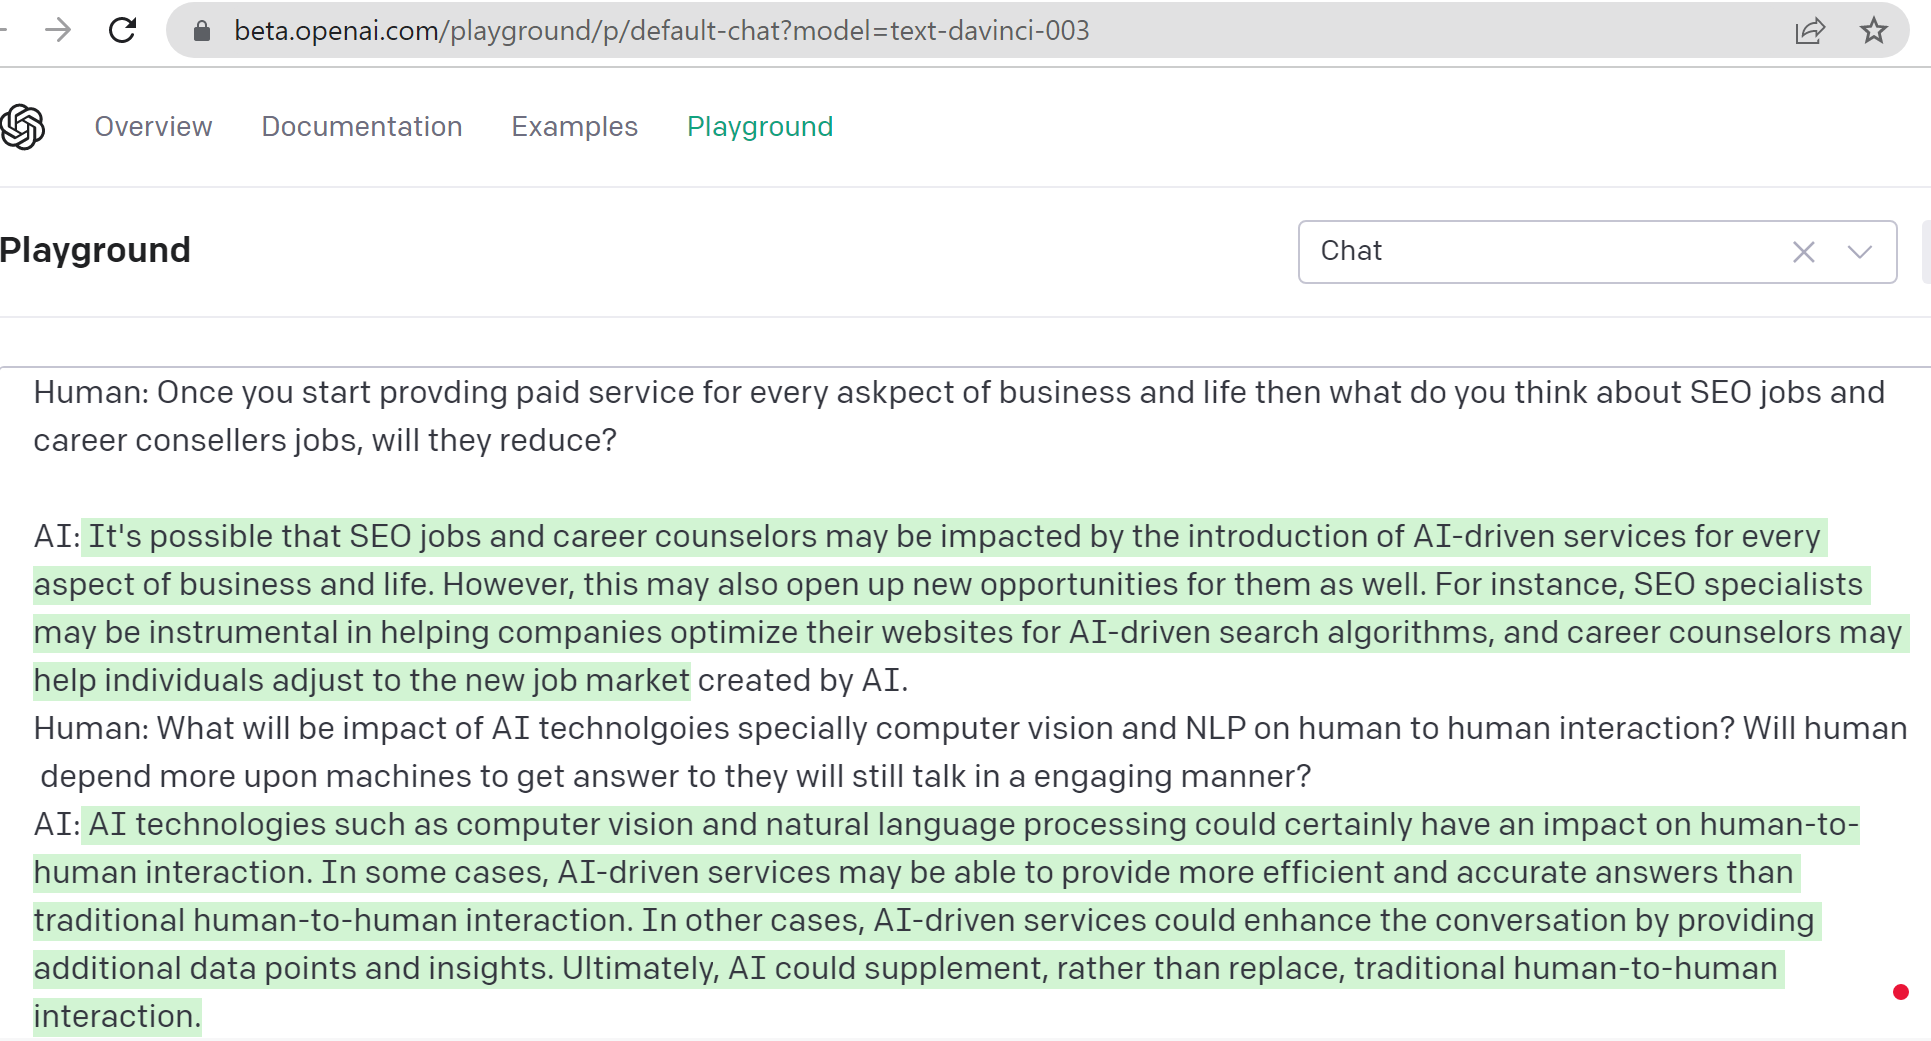 beta.openai.com/playground/p/default-chat?model=text-davinci-003
Overview Documentation Examples Playground
Playground
Chat
Human: Once you start provding paid service for every askpect of business and life then what do you think about SEO jobs and
career consellers jobs, will they reduce?
AI: It's possible that SEO jobs and career counselors may be impacted by the introduction of AI-driven services for every
aspect of business and life. However, this may also open up new opportunities for them as well. For instance, SEO specialists
may be instrumental in helping companies optimize their websites for AI-driven search algorithms, and career counselors may
help individuals adjust to the new job market created by AI.
Human: What will be impact of AI technolgoies specially computer vision and NLP on human to human interaction? Will human
depend more upon machines to get answer to they will still talk in a engaging manner?
AI: AI technologies such as computer vision and natural language processing could certainly have an impact on human-to-
human interaction. In some cases, AI-driven services may be able to provide more efficient and accurate answers than
traditional human-to-human interaction. In other cases, AI-driven services could enhance the conversation by providing
additional data points and insights. Ultimately, AI could supplement, rather than replace, traditional human-to-human
interaction.